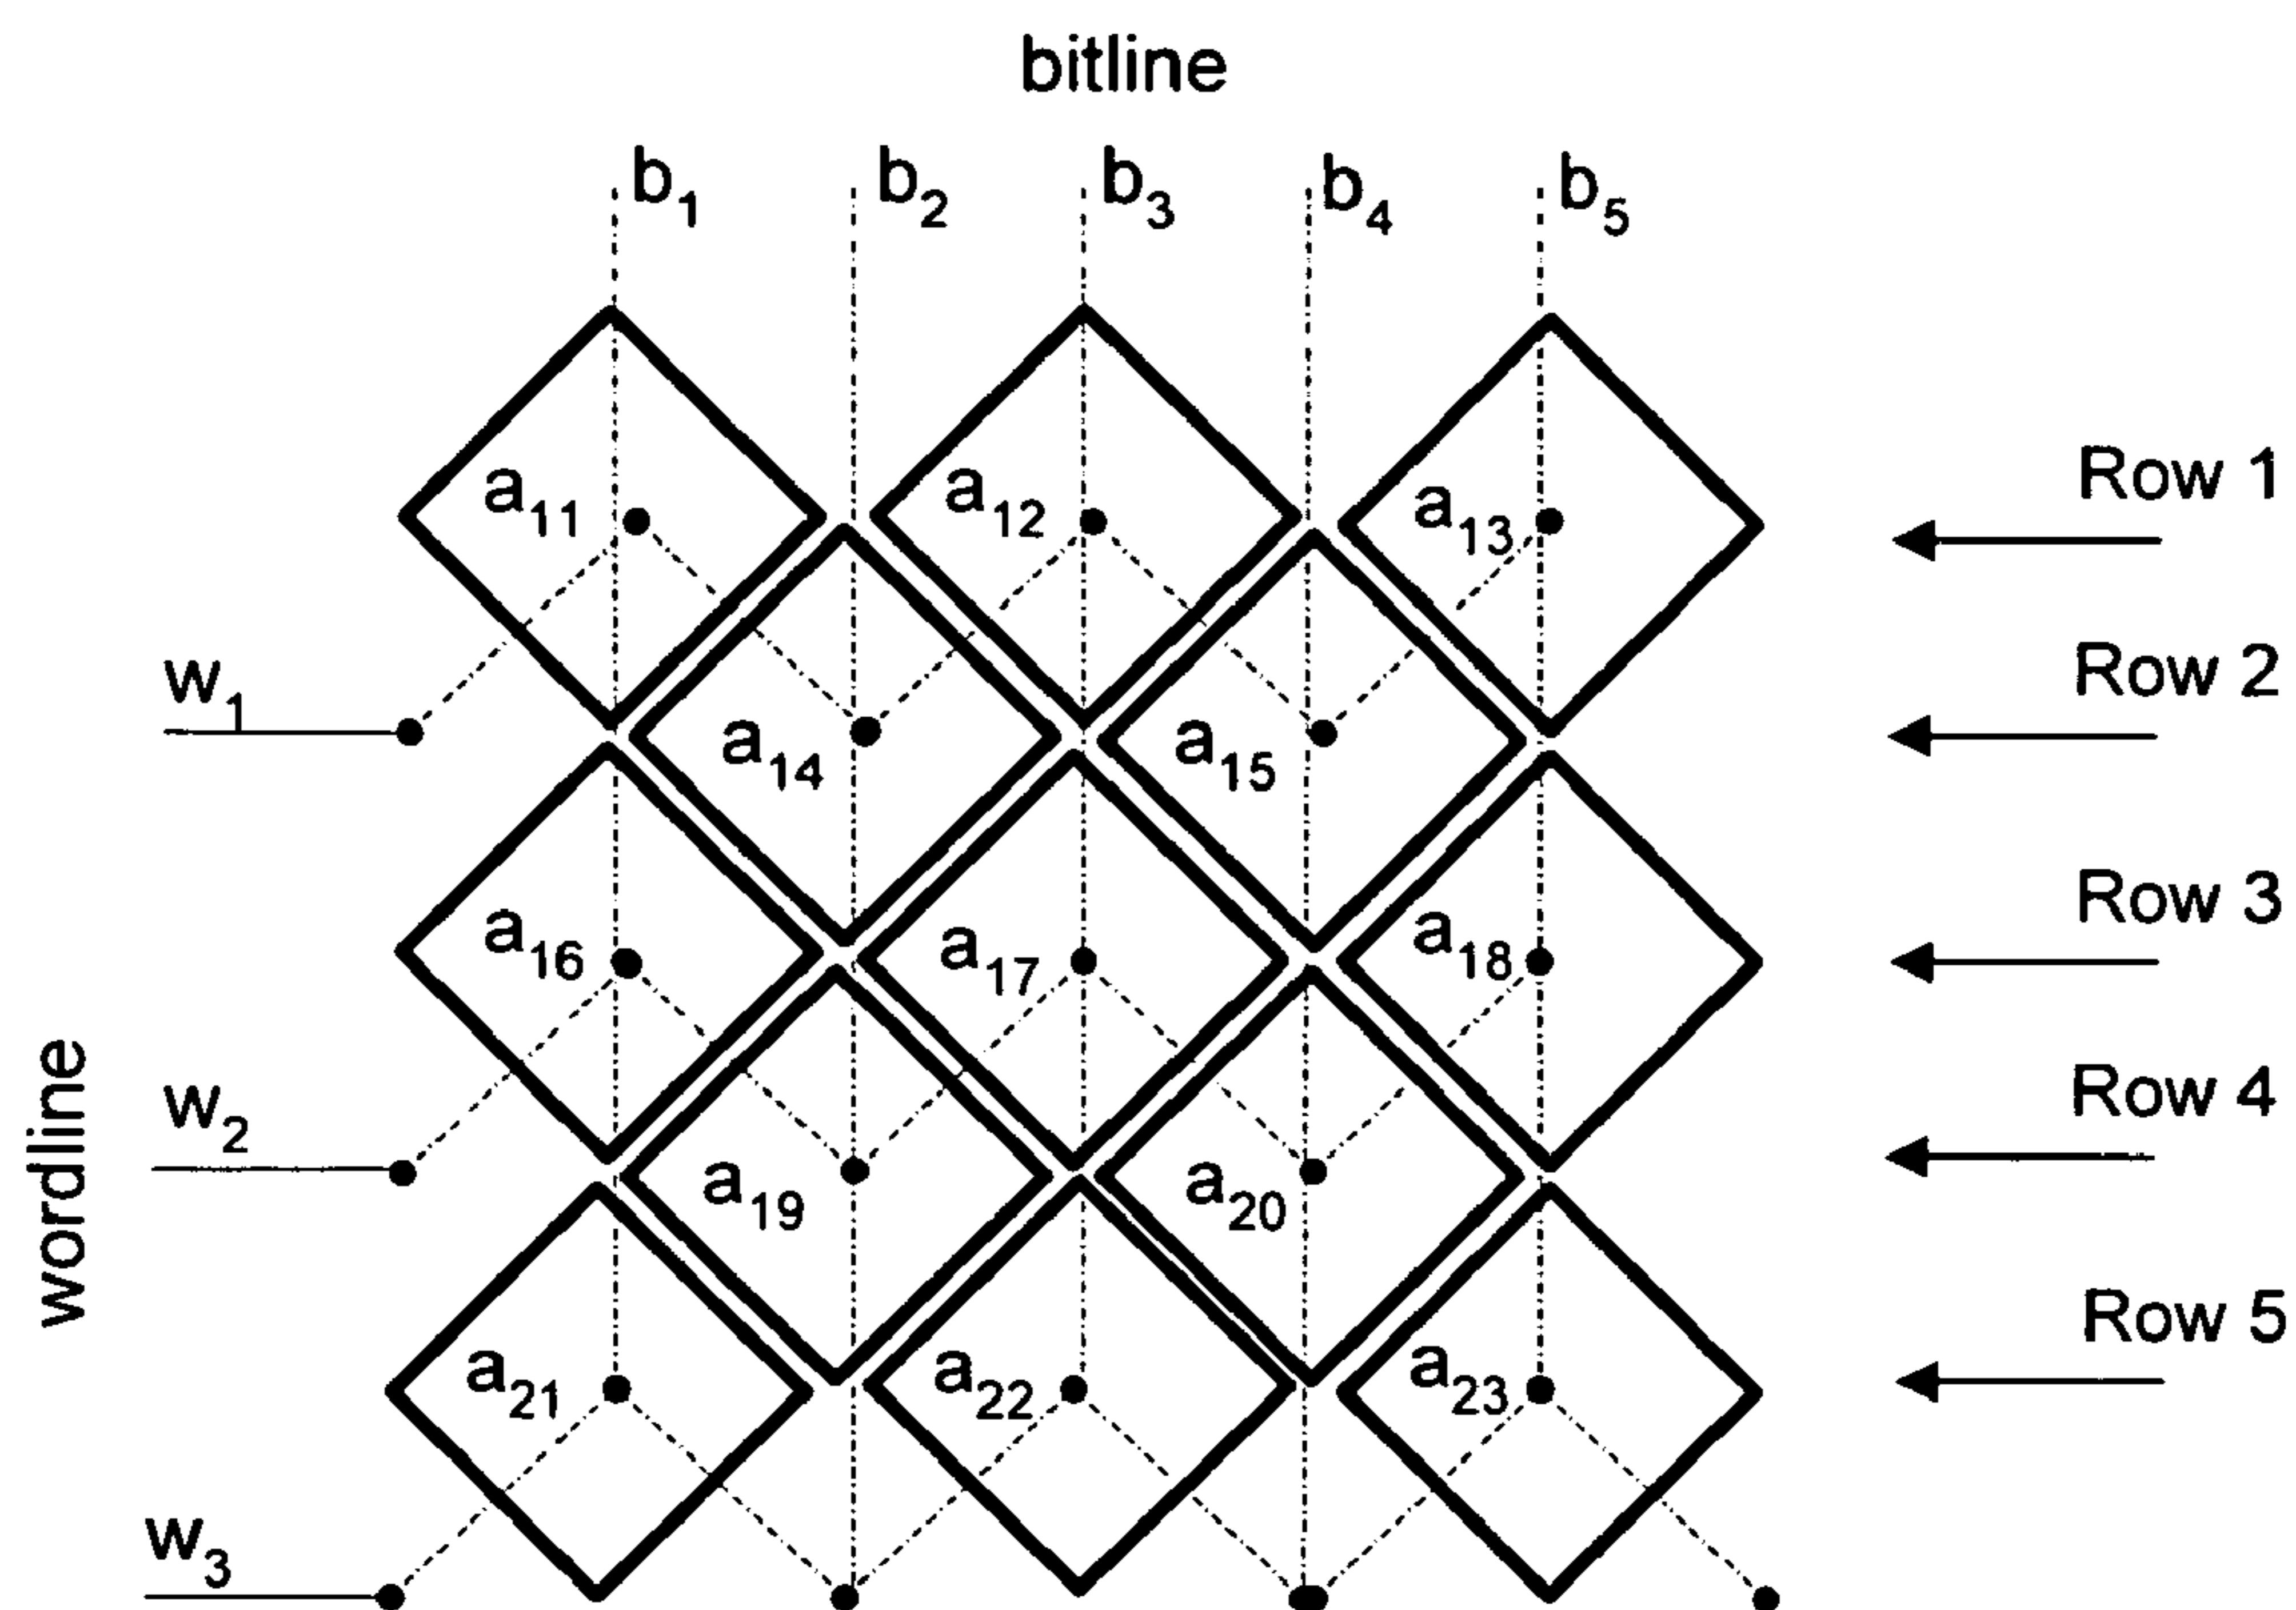 bitline
b1 b2 b3 b4 b5
a11 a12 a13 Row 1
w1 a14 a15 Row 2
a16 a17 a18 Row 3
wordline
w2 a19 a20 Row 4
a21 a22 a23 Row 5
w3